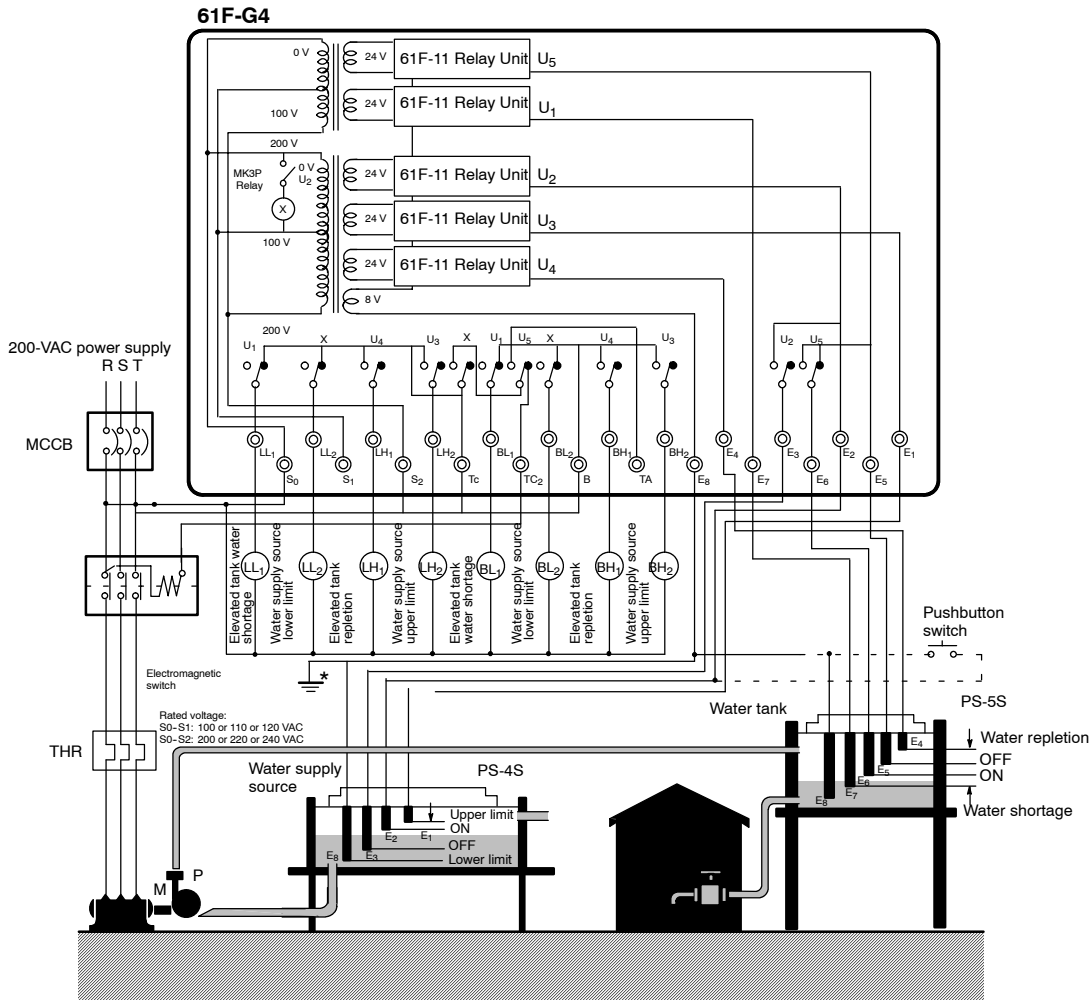 61F-G4
0 V
24 V
61F-11 Relay Unit
U5
24 V
61F-11 Relay Unit
U1
100 V
200 V
MK3P
Relay
0 V
U2
X
100 V
24 V
61F-11 Relay Unit
U2
24 V
61F-11 Relay Unit
U3
24 V
61F-11 Relay Unit
U4
8 V
200 V
U1 X U4 U3 X U1 U5 X U4 U3 U2 U5
200-VAC power supply
R S T
MCCB
LL1 LL2 LH1 LH2 BL1 BL2 BH1 BH2 E4 E3 E2 E1
S0 S1 S2 Tc TC2 B TA E8 E7 E6 E5
Elevated tank water
shortage
Water supply source
lower limit
Elevated tank
repletion
Water supply source
upper limit
Elevated tank
water shortage
Water supply source
lower limit
Elevated tank
repletion
Water supply source
upper limit
LL1 LL2 LH1 LH2 BL1 BL2 BH1 BH2
Pushbutton
switch
*
Electromagnetic
switch
Rated voltage:
S0-S1: 100 or 110 or 120 VAC
S0-S2: 200 or 220 or 240 VAC
THR
Water tank
PS-5S
E4
Water repletion
E5
OFF
E6
ON
E7
E8
Water shortage
Water supply
source
PS-4S
Upper limit
E1
ON
E2
OFF
E3
E8
Lower limit
M
P